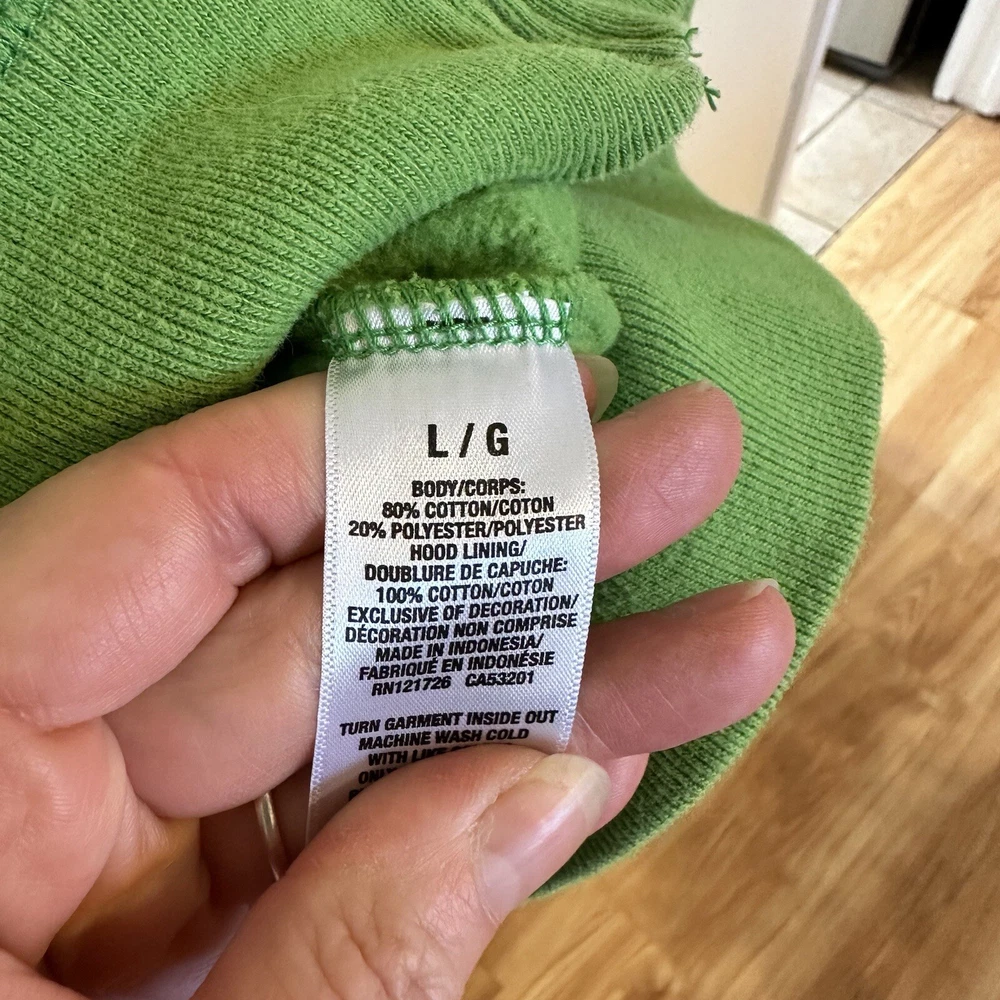 L / G
BODY/CORPS:
80% COTTON/COTON
20% POLYESTER/POLYESTER
HOOD LINING/
DOUBLURE DE CAPUCHE:
100% COTTON/COTON
EXCLUSIVE OF DECORATION/
DÉCORATION NON COMPRISE
MADE IN INDONESIA/
FABRIQUÉ EN INDONÉSIE
RN121726 CA53201
TURN GARMENT INSIDE OUT
MACHINE WASH COLD
WITH